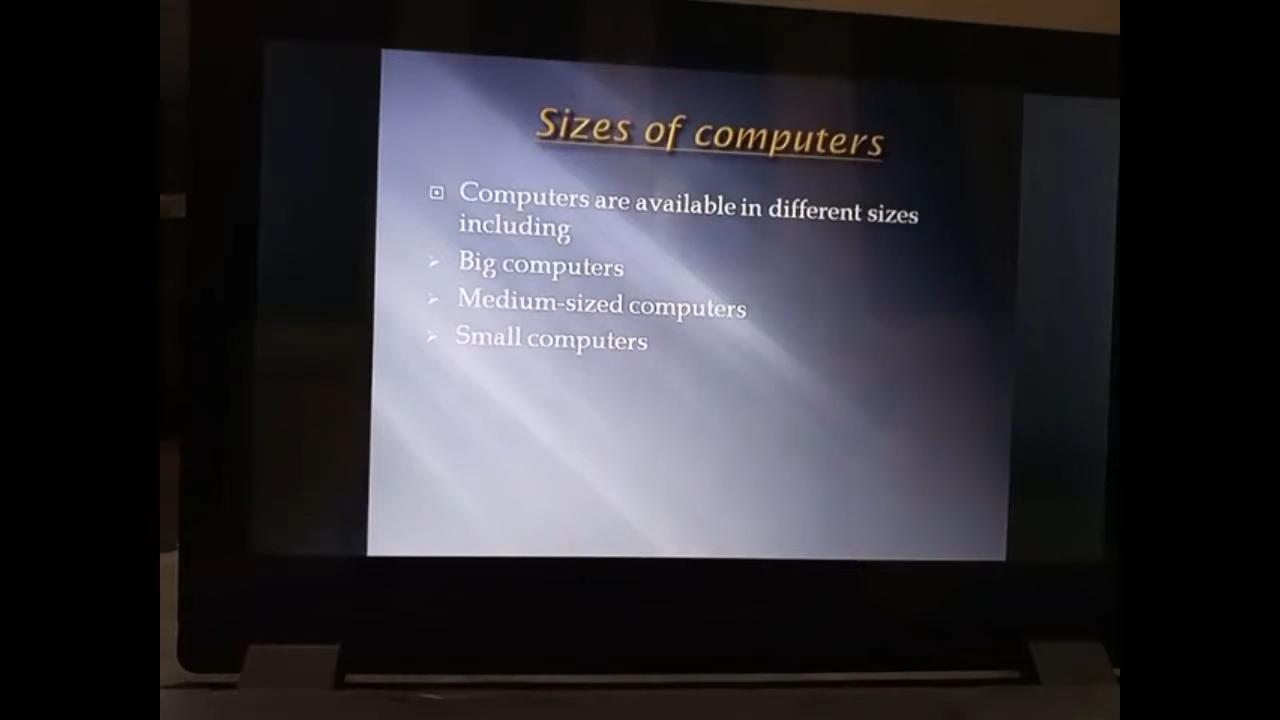 Sizes of computers
Computers are available in different sizes
including
Big computers
Medium-sized computers
Small computers